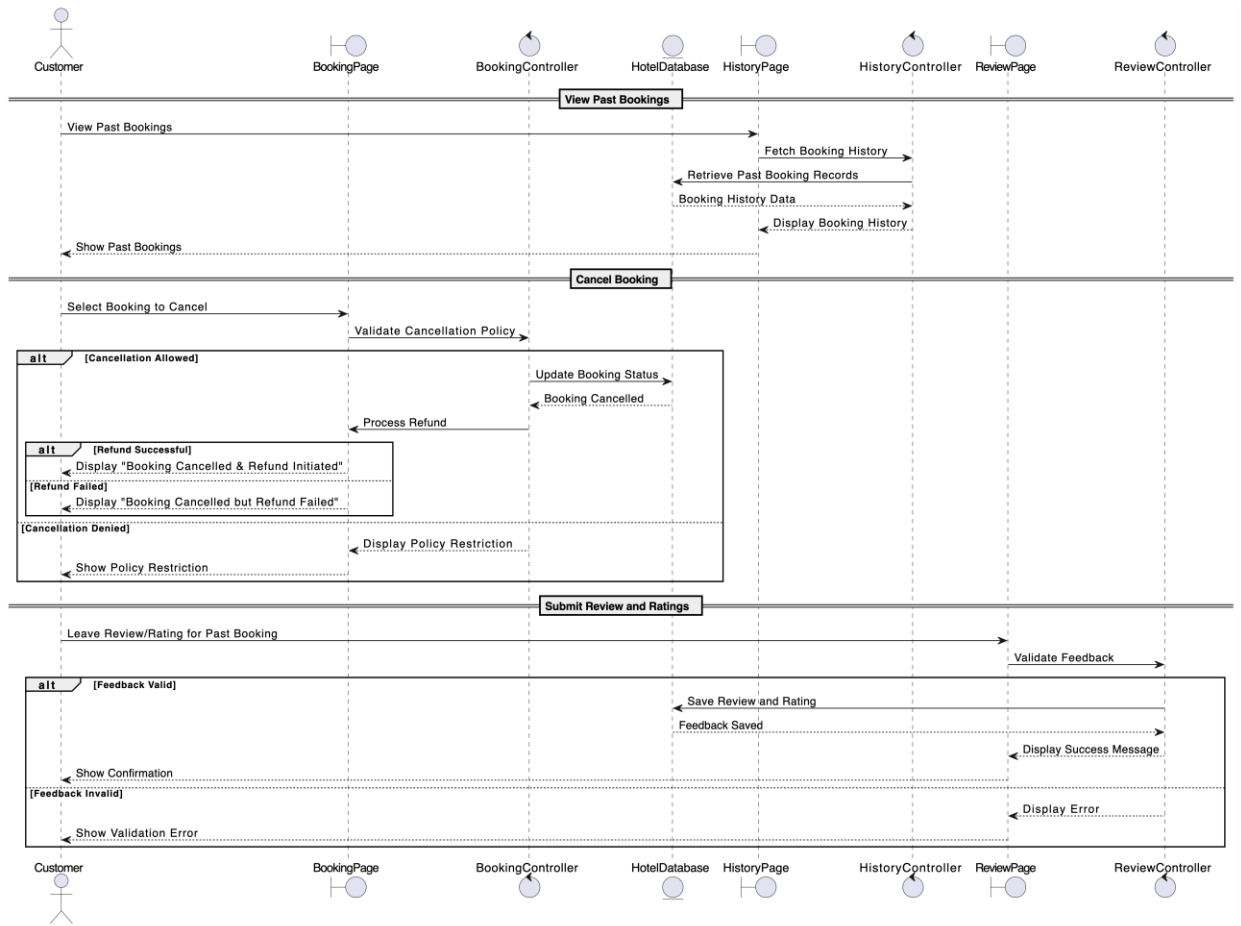 Customer
BookingPage
BookingController
HotelDatabase
HistoryPage
HistoryController
ReviewPage
ReviewController
View Past Bookings
View Past Bookings
Fetch Booking History
Retrieve Past Booking Records
Booking History Data
Display Booking History
Show Past Bookings
Cancel Booking
Select Booking to Cancel
Validate Cancellation Policy
alt
[Cancellation Allowed]
Update Booking Status
Booking Cancelled
Process Refund
alt
[Refund Successful]
Display "Booking Cancelled & Refund Initiated"
[Refund Failed]
Display "Booking Cancelled but Refund Failed"
[Cancellation Denied]
Display Policy Restriction
Show Policy Restriction
Submit Review and Ratings
Leave Review/Rating for Past Booking
Validate Feedback
alt
[Feedback Valid]
Save Review and Rating
Feedback Saved
Display Success Message
Show Confirmation
[Feedback Invalid]
Display Error
Show Validation Error
Customer
BookingPage
BookingController
HotelDatabase
HistoryPage
HistoryController
ReviewPage
ReviewController